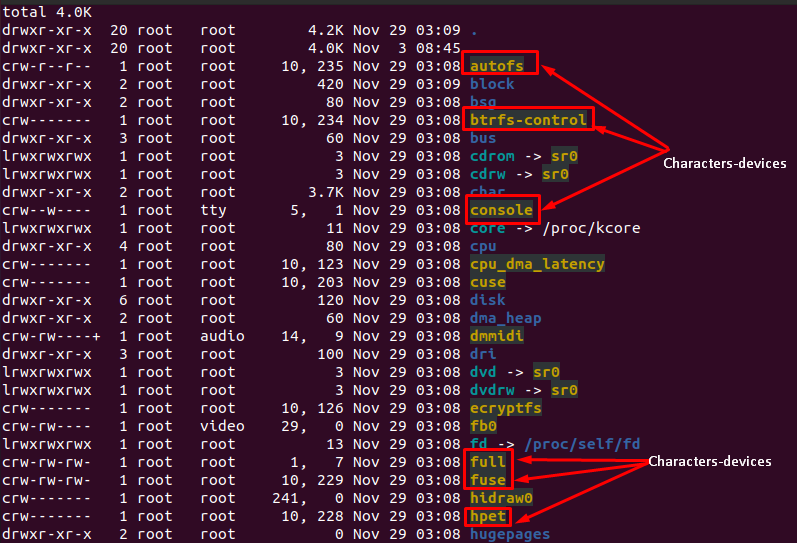 total 4.0K
drwxr-xr-x  20 root   root        4.2K Nov 29 03:09 .
drwxr-xr-x  20 root   root        4.0K Nov  3 08:45
crw-r--r--   1 root   root     10, 235 Nov 29 03:08 autofs
drwxr-xr-x   2 root   root         420 Nov 29 03:09 block
drwxr-xr-x   2 root   root          80 Nov 29 03:08 bsg
crw-------   1 root   root     10, 234 Nov 29 03:08 btrfs-control
drwxr-xr-x   3 root   root          60 Nov 29 03:08 bus
lrwxrwxrwx   1 root   root           3 Nov 29 03:08 cdrom -> sr0
Characters-devices
lrwxrwxrwx   1 root   root           3 Nov 29 03:08 cdrw -> sr0
drwxr-xr-x   2 root   root        3.7K Nov 29 03:08 char
crw--w----   1 root   tty       5,   1 Nov 29 03:08 console
lrwxrwxrwx   1 root   root          11 Nov 29 03:08 core -> /proc/kcore
drwxr-xr-x   4 root   root          80 Nov 29 03:08 cpu
crw-------   1 root   root     10, 123 Nov 29 03:08 cpu_dma_latency
crw-------   1 root   root     10, 203 Nov 29 03:08 cuse
drwxr-xr-x   6 root   root         120 Nov 29 03:08 disk
drwxr-xr-x   2 root   root          60 Nov 29 03:08 dma_heap
crw-rw----+  1 root   audio    14,   9 Nov 29 03:08 dmmidi
drwxr-xr-x   3 root   root         100 Nov 29 03:08 dri
lrwxrwxrwx   1 root   root           3 Nov 29 03:08 dvd -> sr0
lrwxrwxrwx   1 root   root           3 Nov 29 03:08 dvdrw -> sr0
crw-------   1 root   root     10, 126 Nov 29 03:08 ecryptfs
crw-rw----   1 root   video    29,   0 Nov 29 03:08 fb0
lrwxrwxrwx   1 root   root          13 Nov 29 03:08 fd -> /proc/self/fd
crw-rw-rw-   1 root   root      1,   7 Nov 29 03:08 full
Characters-devices
crw-rw-rw-   1 root   root     10, 229 Nov 29 03:08 fuse
crw-------   1 root   root    241,   0 Nov 29 03:08 hidraw0
crw-------   1 root   root     10, 228 Nov 29 03:08 hpet
drwxr-xr-x   2 root   root           0 Nov 29 03:08 hugepages